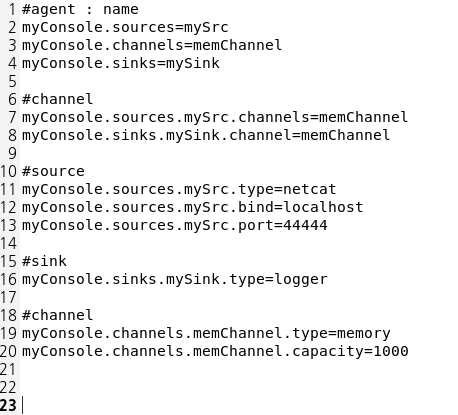 1 #agent : name
2 myConsole.sources=mySrc
3 myConsole.channels=memChannel
4 myConsole.sinks=mySink
5
6 #channel
7 myConsole.sources.mySrc.channels=memChannel
8 myConsole.sinks.mySink.channel=memChannel
9
10 #source
11 myConsole.sources.mySrc.type=netcat
12 myConsole.sources.mySrc.bind=localhost
13 myConsole.sources.mySrc.port=44444
14
15 #sink
16 myConsole.sinks.mySink.type=logger
17
18 #channel
19 myConsole.channels.memChannel.type=memory
20 myConsole.channels.memChannel.capacity=1000
21
22
23